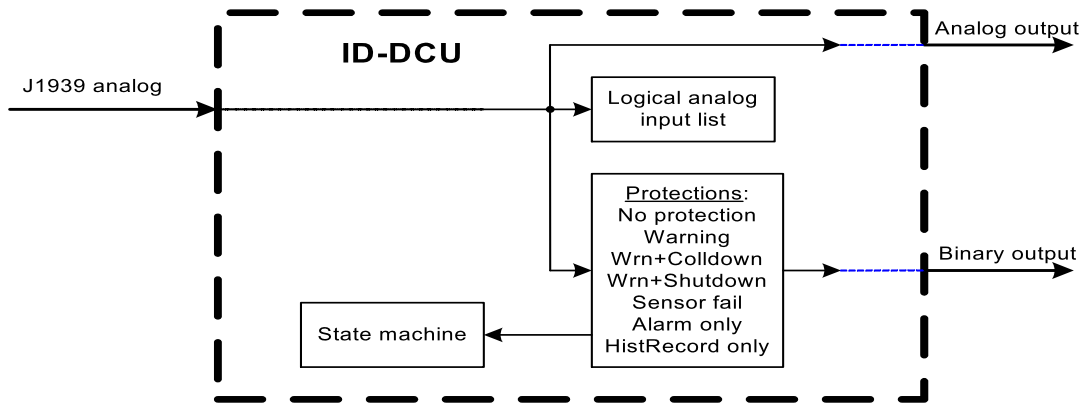 Analog output
ID-DCU
J1939 analog
Logical analog
input list
Protections:
No protection
Warning
Wrn+Colldown
Wrn+Shutdown
Sensor fail
Alarm only
HistRecord only
Binary output
State machine